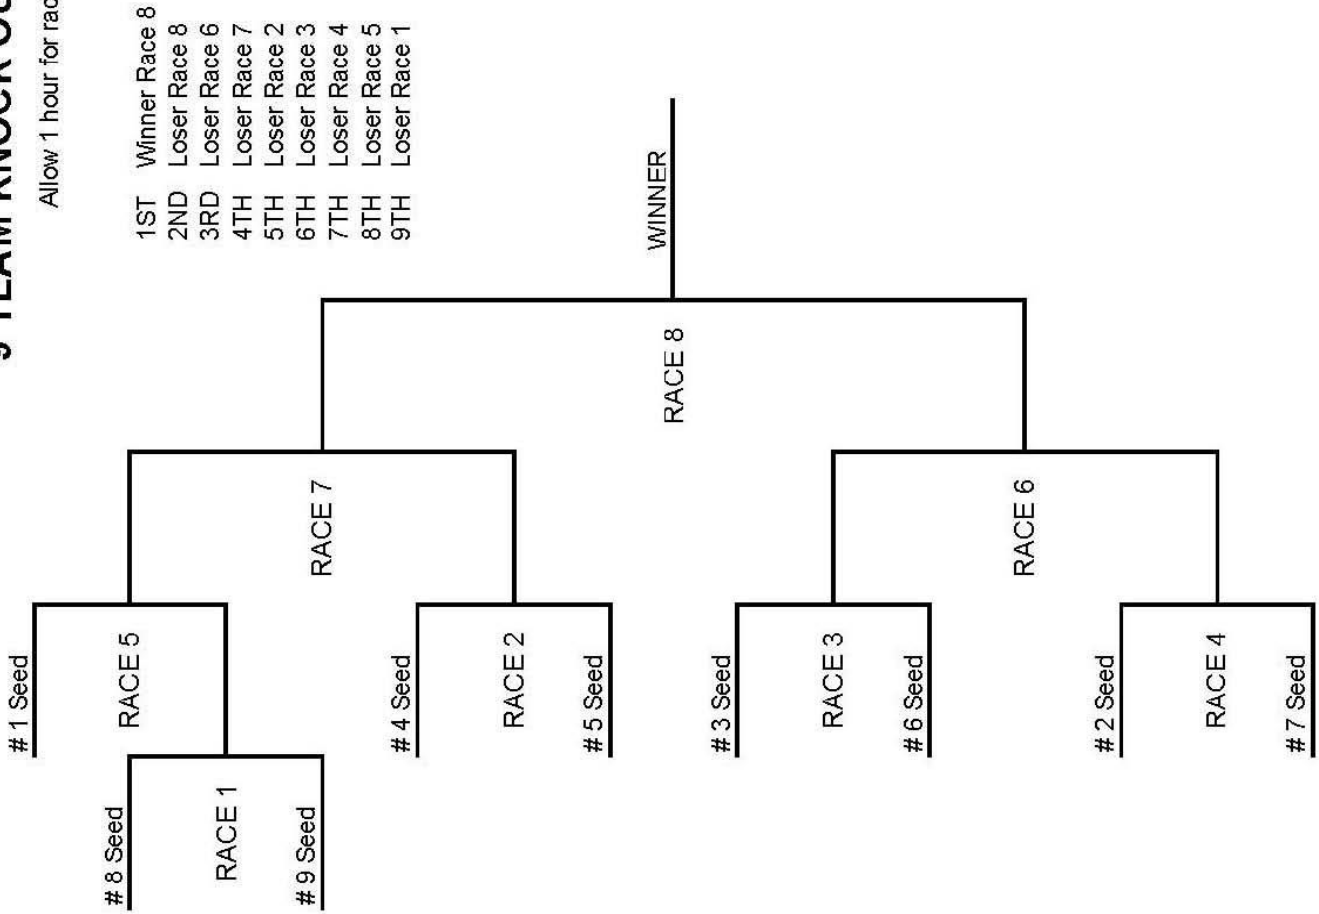 9 TEAM KNOCK
Allow 1 hour for
1ST Winner Race 8
2ND Loser Race 8
3RD Loser Race 6
4TH Loser Race 7
5TH Loser Race 2
6TH Loser Race 3
7TH Loser Race 4
8TH Loser Race 5
9TH Loser Race 1
# 1 Seed
RACE 5
# 8 Seed
RACE 1
# 9 Seed
RACE 7
# 4 Seed
RACE 2
# 5 Seed
RACE 8
WINNER
# 3 Seed
RACE 3
# 6 Seed
RACE 6
# 2 Seed
RACE 4
# 7 Seed